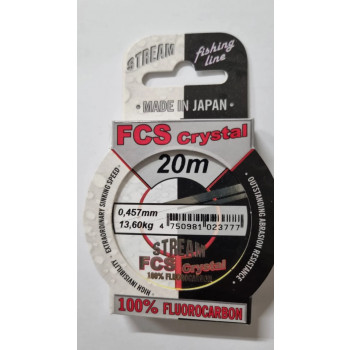 STREAM
fishing
line
• MADE IN JAPAN •
FCS Crystal
20m
0,457mm
13,60kg
4 750981 023777
STREAM
FCS Crystal
100% FLUOROCARBON
HIGH INVISIBILITY • EXTRAORDINARY SINKING SPEED •
• OUTSTANDING ABRASION RESISTANCE •
100% FLUOROCARBON